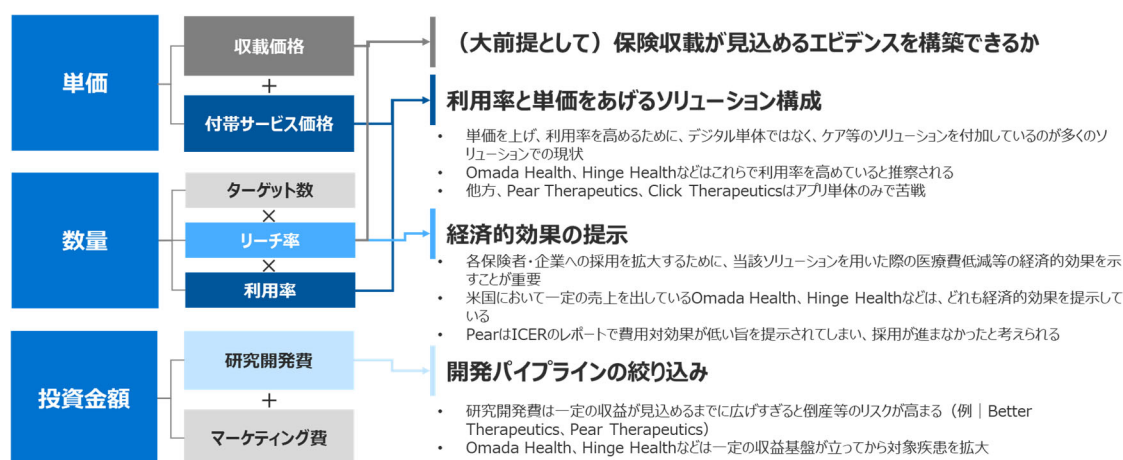 単価
収載価格
+
付帯サービス価格
数量
ターゲット数
×
リーチ率
×
利用率
投資金額
研究開発費
+
マーケティング費
（大前提として）保険収載が見込めるエビデンスを構築できるか
利用率と単価をあげるソリューション構成
• 単価を上げ、利用率を高めるために、デジタル単体ではなく、ケア等のソリューションを付加しているのが多くのソ
リューションでの現状
• Omada Health、Hinge Healthなどはこれらで利用率を高めていると推察される
• 他方、Pear Therapeutics、Click Therapeuticsはアプリ単体のみで苦戦
経済的効果の提示
• 各保険者・企業への採用を拡大するために、当該ソリューションを用いた際の医療費低減等の経済的効果を示
すことが重要
• 米国において一定の売上を出しているOmada Health、Hinge Healthなどは、どれも経済的効果を提示して
いる
• PearはICERのレポートで費用対効果が低い旨を提示されてしまい、採用が進まなかったと考えられる
開発パイプラインの絞り込み
• 研究開発費は一定の収益が見込めるまでに広げすぎると倒産等のリスクが高まる（例｜Better
Therapeutics、Pear Therapeutics）
• Omada Health、Hinge Healthなどは一定の収益基盤が立ってから対象疾患を拡大